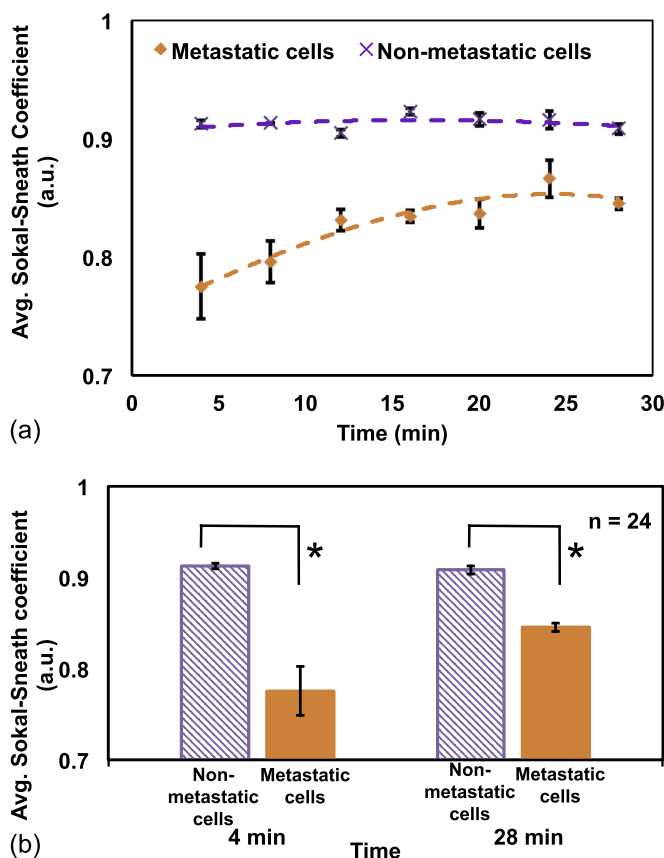 1
Metastatic cells
Non-metastatic cells
0.9
0.8
0.7
Avg. Sokal-Sneath Coefficient
(a.u.)
0
5
10
15
20
25
30
Time (min)
(a)
1
n = 24
*
*
0.9
0.8
0.7
Avg. Sokal-Sneath coefficient
(a.u.)
Non-
metastatic
cells
Metastatic
cells
Non-
metastatic
cells
Metastatic
cells
4 min
28 min
Time
(b)